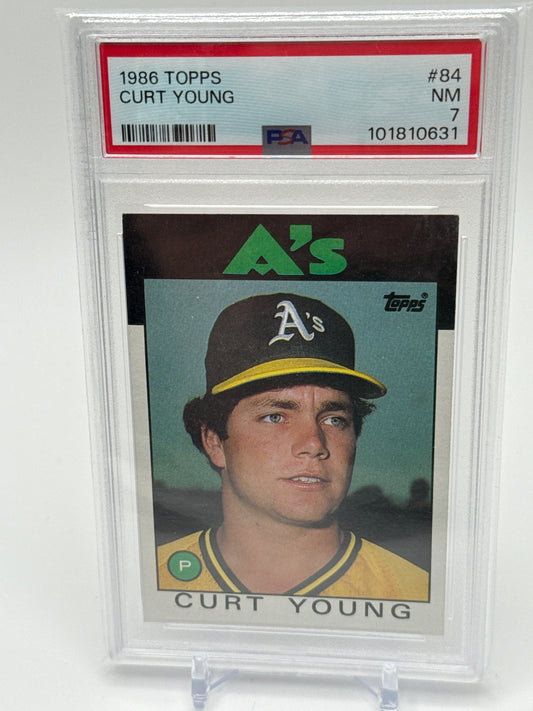 1986 TOPPS #84
CURT YOUNG NM
7
PSA 101810631
A's
topps®
A's
P
CURT YOUNG